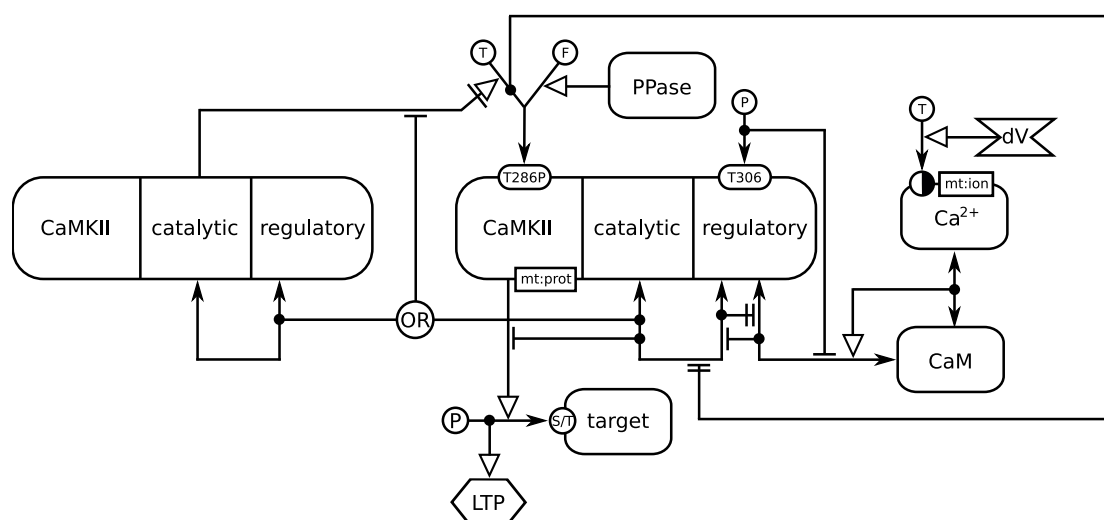 T
F
PPase
P
T
dV
T286P
T306
mt:ion
Ca2+
CaMKII
catalytic
regulatory
CaMKII
catalytic
regulatory
mt:prot
OR
CaM
P
S/T
target
LTP